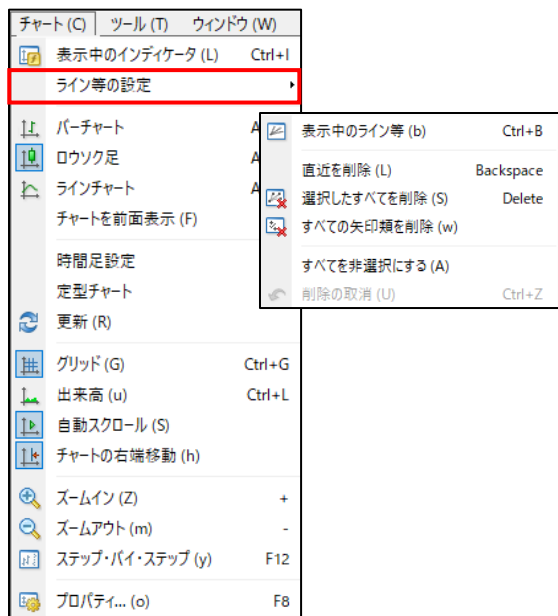 チャート (C) ツール (T) ウィンドウ (W)
表示中のインディケータ (L) Ctrl+I
ライン等の設定
バーチャート A
ロウソク足 A
ラインチャート A
チャートを前面表示 (F)
時間足設定
定型チャート
更新 (R)
グリッド (G) Ctrl+G
出来高 (u) Ctrl+L
自動スクロール (S)
チャートの右端移動 (h)
ズームイン (Z) +
ズームアウト (m) -
ステップ・バイ・ステップ (y) F12
プロパティ... (o) F8
表示中のライン等 (b) Ctrl+B
直近を削除 (L) Backspace
選択したすべてを削除 (S) Delete
すべての矢印類を削除 (w)
すべてを非選択にする (A)
削除の取消 (U) Ctrl+Z